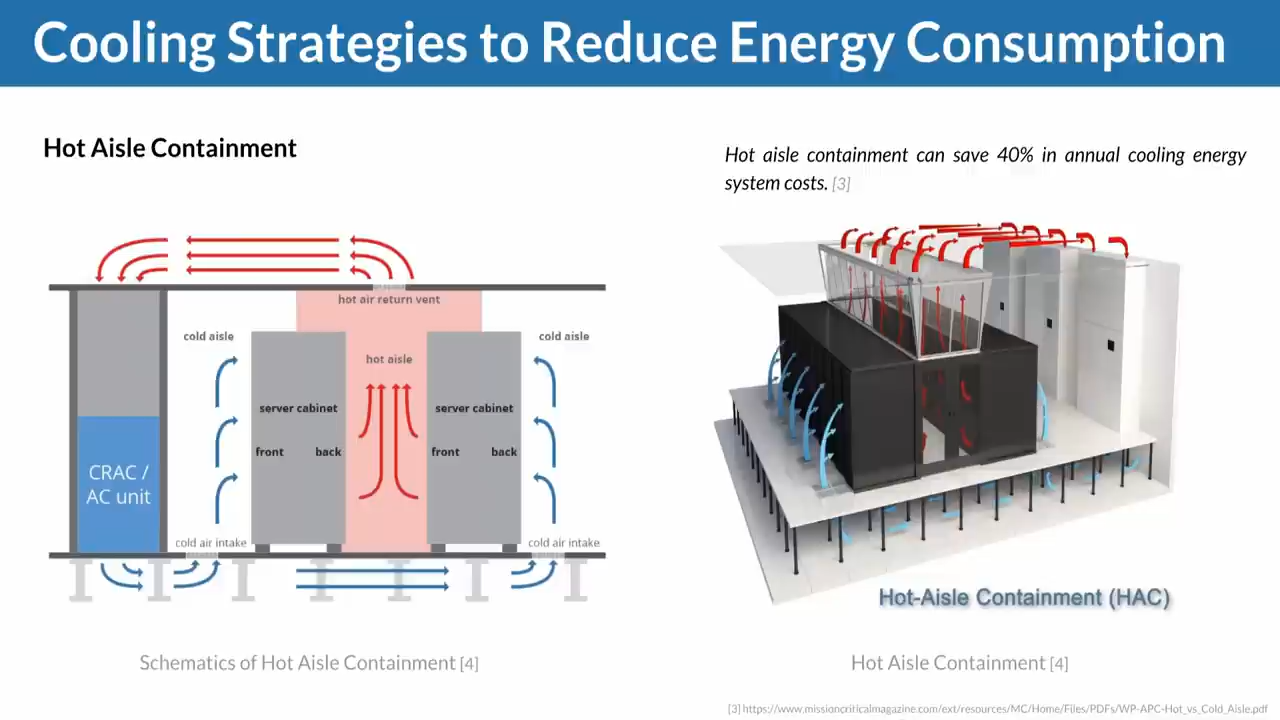 Cooling Strategies to Reduce Energy Consumption
Hot Aisle Containment
Hot aisle containment can save 40% in annual cooling energy
system costs. [3]
hot air return vent
cold aisle
cold aisle
hot aisle
server cabinet
server cabinet
front
back
front
back
CRAC /
AC unit
cold air intake
cold air intake
Hot-Aisle Containment (HAC)
Schematics of Hot Aisle Containment [4]
Hot Aisle Containment [4]
[3] https://www.missioncriticalmagazine.com/ext/resources/MC/Home/Files/PDFs/WP-APC-Hot_vs_Cold_Aisle.pdf